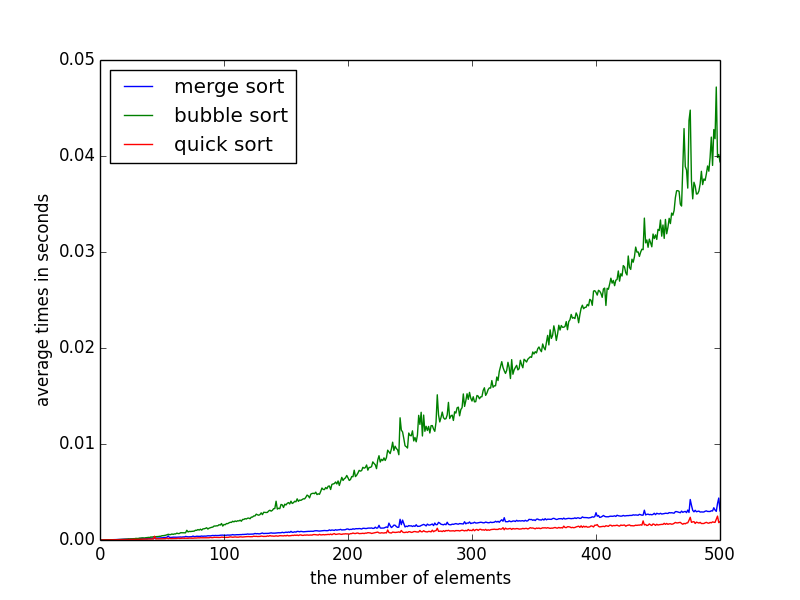 0.05
merge sort
bubble sort
quick sort
0.04
0.03
0.02
0.01
0.00
average times in seconds
0 100 200 300 400 500
the number of elements